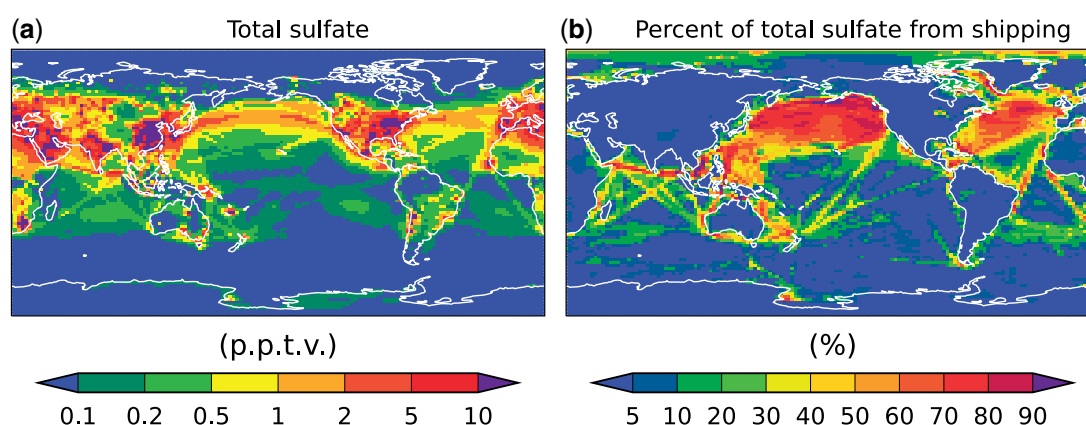 (a) Total sulfate
(b) Percent of total sulfate from shipping
(p.p.t.v.)
0.1 0.2 0.5 1 2 5 10
(%)
5 10 20 30 40 50 60 70 80 90